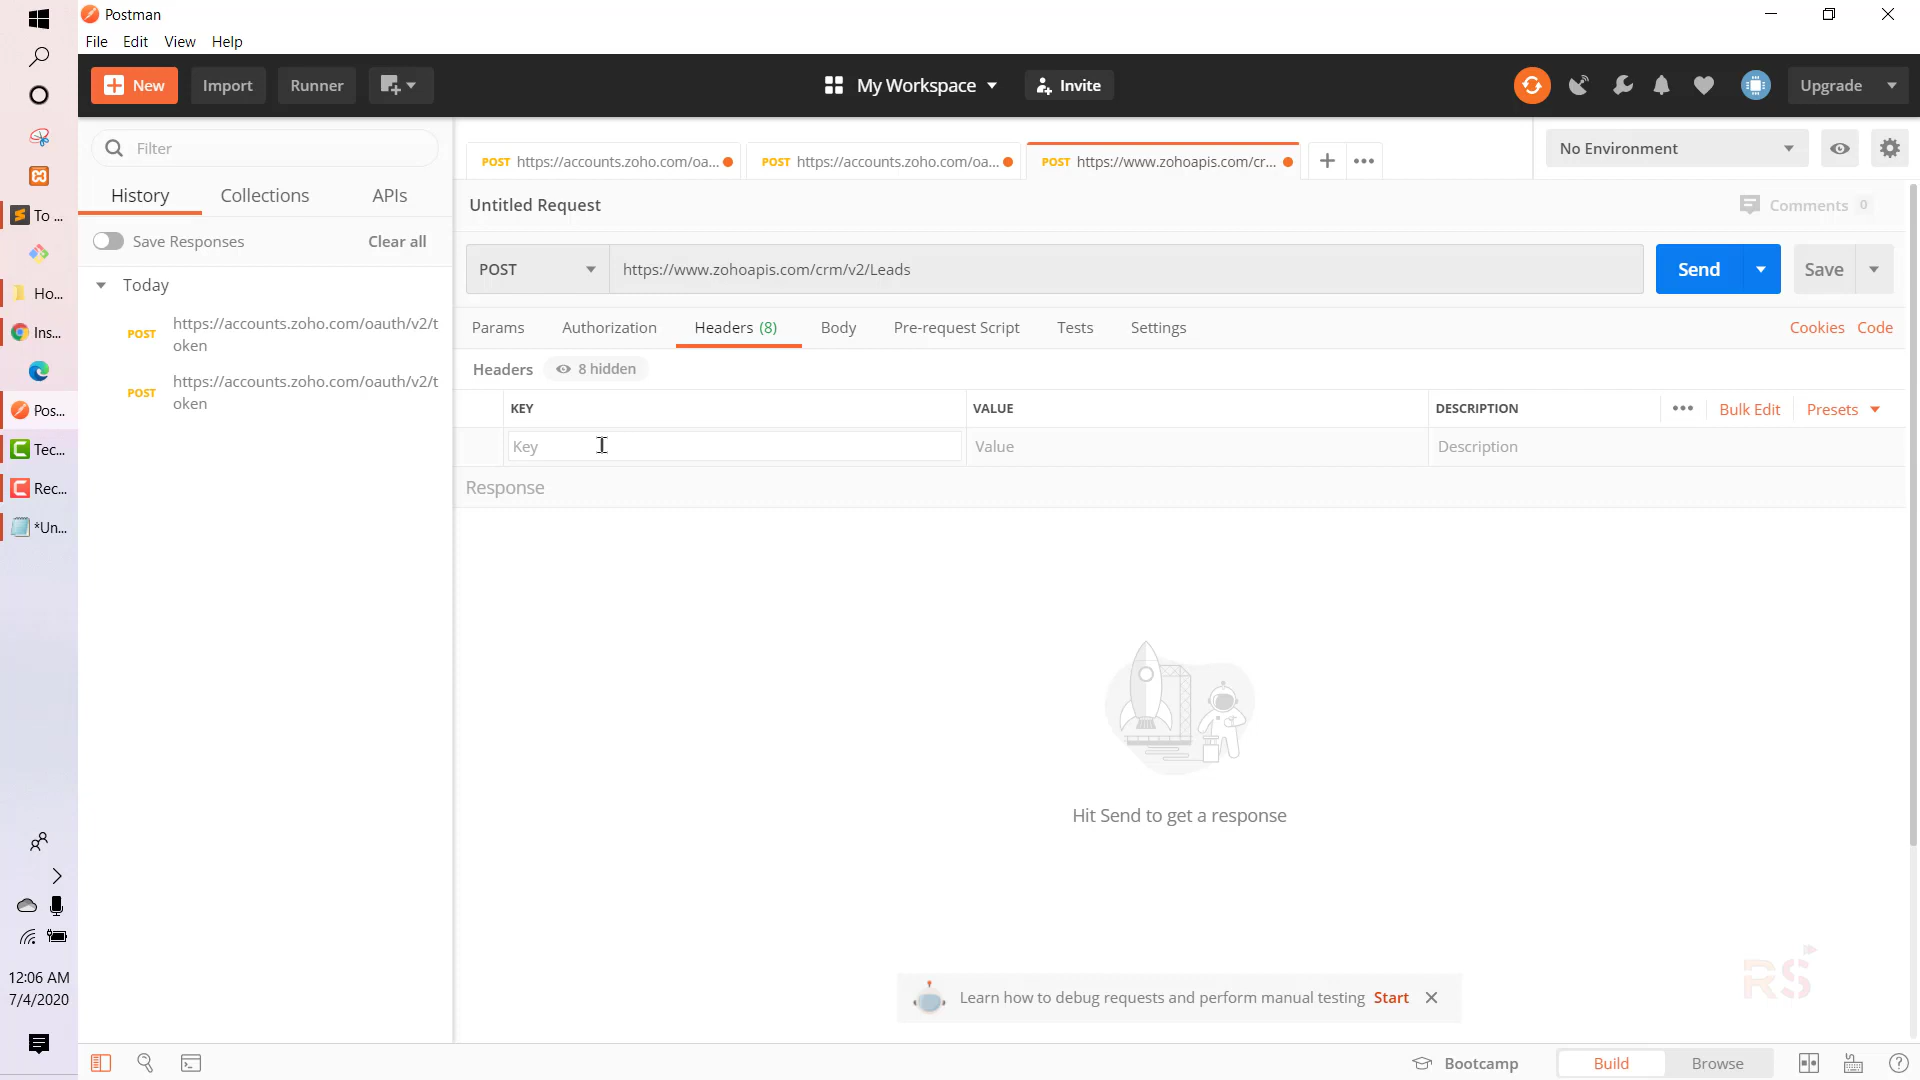 Postman
File Edit View Help
New Import Runner My Workspace Invite Upgrade
Filter
History Collections APIs
Save Responses Clear all
Today
POST https://accounts.zoho.com/oauth/v2/t
oken
POST https://accounts.zoho.com/oauth/v2/t
oken
POST https://accounts.zoho.com/oa... POST https://accounts.zoho.com/oa... POST https://www.zohoapis.com/cr... No Environment
Untitled Request Comments 0
POST https://www.zohoapis.com/crm/v2/Leads Send Save
Params Authorization Headers (8) Body Pre-request Script Tests Settings Cookies Code
Headers 8 hidden
KEY VALUE DESCRIPTION Bulk Edit Presets
Key Value Description
Response
Hit Send to get a response
Learn how to debug requests and perform manual testing Start
RS
Bootcamp Build Browse
To ...
Ho...
Ins...
Pos...
Tec...
Rec...
*Un...
12:06 AM
7/4/2020